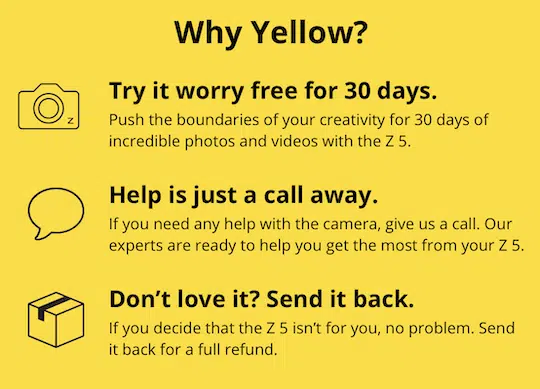 Why Yellow?
Try it worry free for 30 days.
Push the boundaries of your creativity for 30 days of
incredible photos and videos with the Z 5.
z
Help is just a call away.
If you need any help with the camera, give us a call. Our
experts are ready to help you get the most from your Z 5.
Don’t love it? Send it back.
If you decide that the Z 5 isn’t for you, no problem. Send
it back for a full refund.